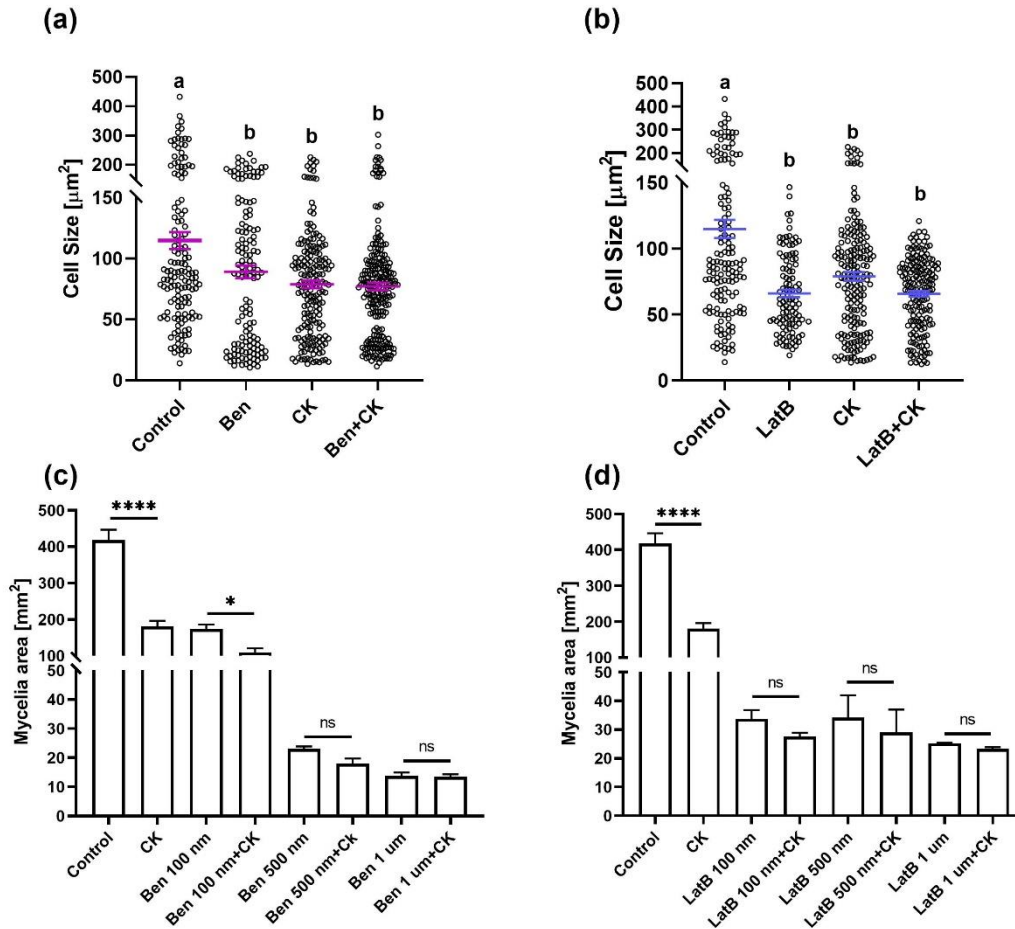 (a)
Cell Size [μm²]
500
400
300
200
150
100
50
0
a
b
b
b
Control
Ben
CK
Ben+CK
(b)
Cell Size [μm²]
500
400
300
200
150
100
50
0
a
b
b
b
Control
LatB
CK
LatB+CK
(c)
Mycelia area [mm²]
500
400
300
200
100
50
40
30
20
10
0
****
*
ns
ns
Control
CK
Ben 100 nm
Ben 100 nm+CK
Ben 500 nm
Ben 500 nm+Ck
Ben 1 um
Ben 1 um+CK
(d)
Mycelia area [mm²]
500
400
300
200
100
50
40
30
20
10
0
****
ns
ns
ns
Control
CK
LatB 100 nm
LatB 100 nm+CK
LatB 500 nm
LatB 500 nm+CK
LatB 1 um
LatB 1 um+CK